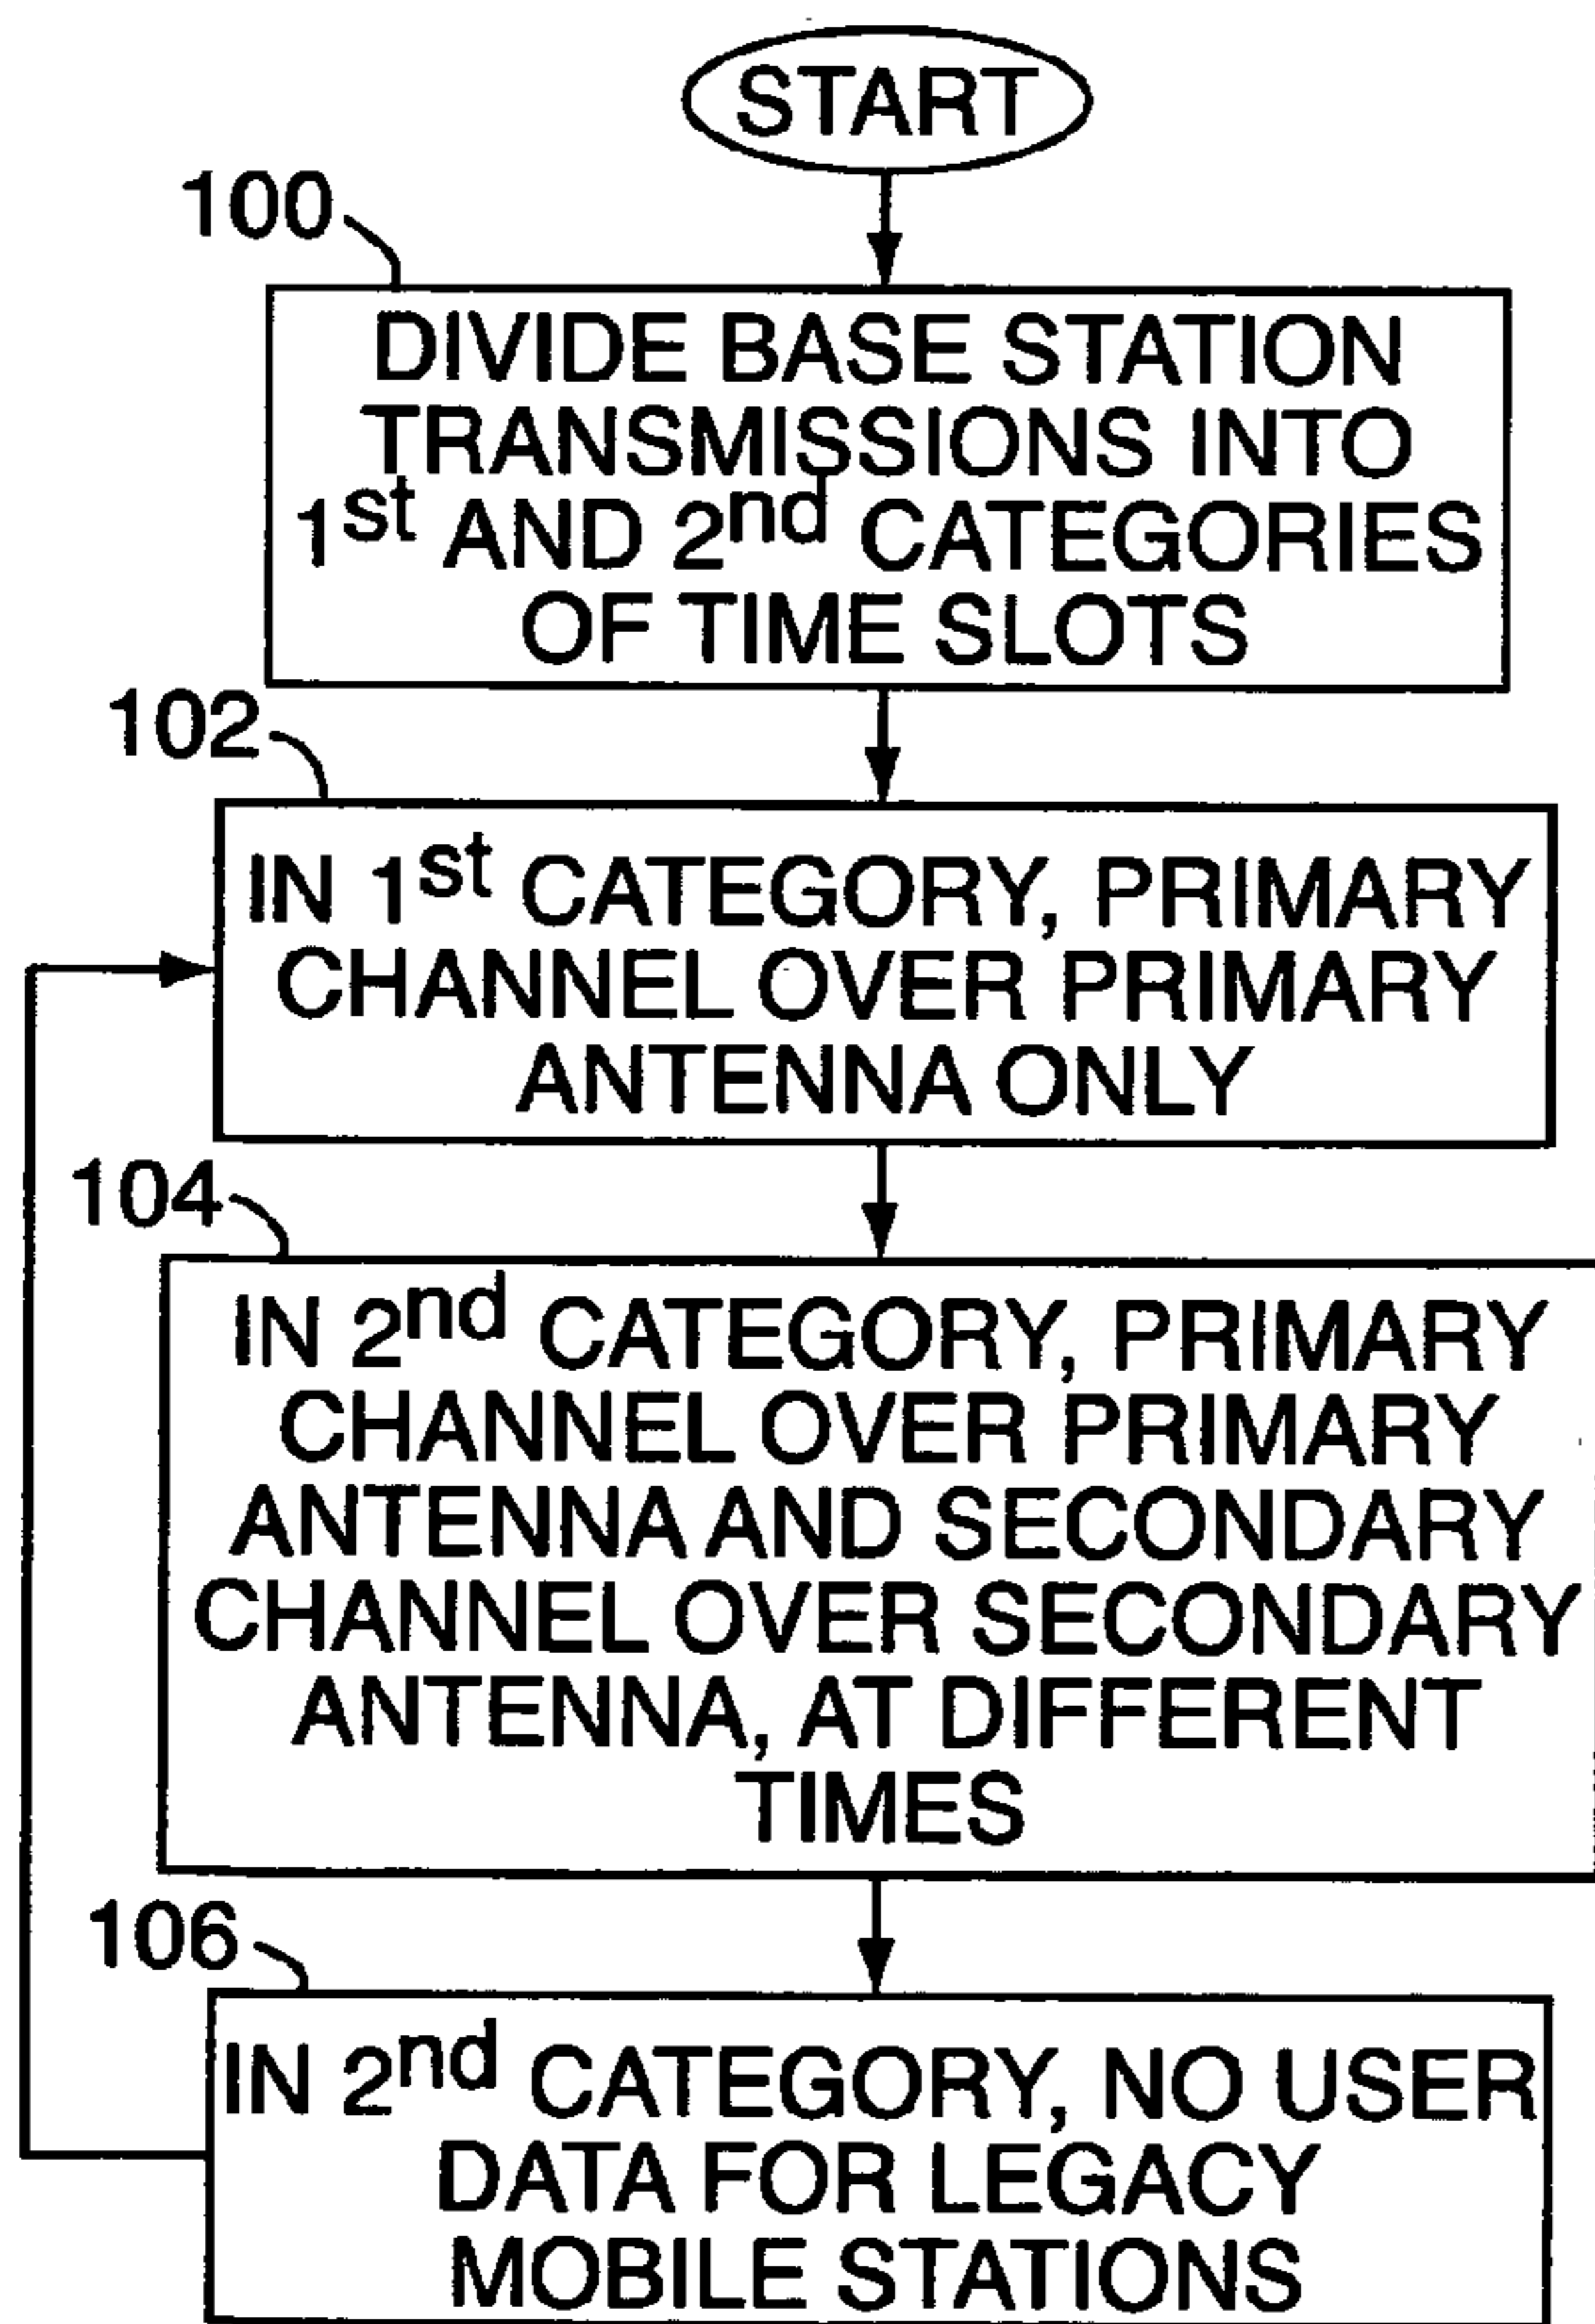 START
100
DIVIDE BASE STATION
TRANSMISSIONS INTO
1st AND 2nd CATEGORIES
OF TIME SLOTS
102
IN 1st CATEGORY, PRIMARY
CHANNEL OVER PRIMARY
ANTENNA ONLY
104
IN 2nd CATEGORY, PRIMARY
CHANNEL OVER PRIMARY
ANTENNA AND SECONDARY
CHANNEL OVER SECONDARY
ANTENNA, AT DIFFERENT
TIMES
106
IN 2nd CATEGORY, NO USER
DATA FOR LEGACY
MOBILE STATIONS